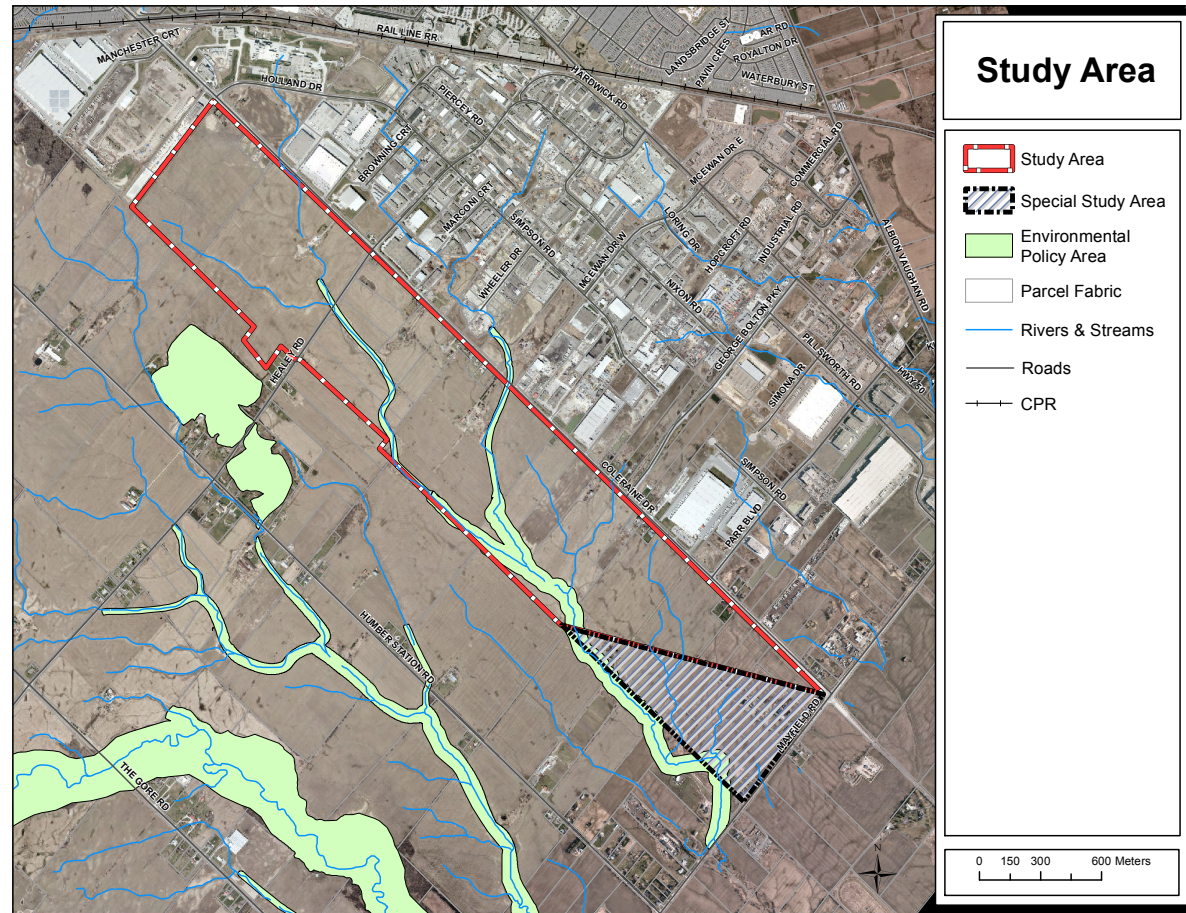 MANCHESTER CRT
RAIL LINE RR
LANDSBRIDGE ST
AR RD
ROYALTON DR
PAVIN CRES
WATERBURY ST
HARDWICK RD
HOLLAND DR
PIERCEY RD
BROWNING CRT
MARCONI CRT
SIMPSON RD
WHEELER DR
MCEWAN DR W
MCEWAN DR E
COMMERCIAL RD
LORING DR
HOPCROFT RD
INDUSTRIAL RD
ALBION VAUGHAN RD
NIXON RD
GEORGE BOLTON PKY
PILLSWORTH RD
HWY 50
SIMONA DR
HEALEY RD
COLERAINE DR
SIMPSON RD
PARR BLVD
HUMBER STATION RD
MAYFIELD RD
THE GORE RD
N
Study Area
Study Area
Special Study Area
Environmental
Policy Area
Parcel Fabric
Rivers & Streams
Roads
CPR
0 150 300 600 Meters